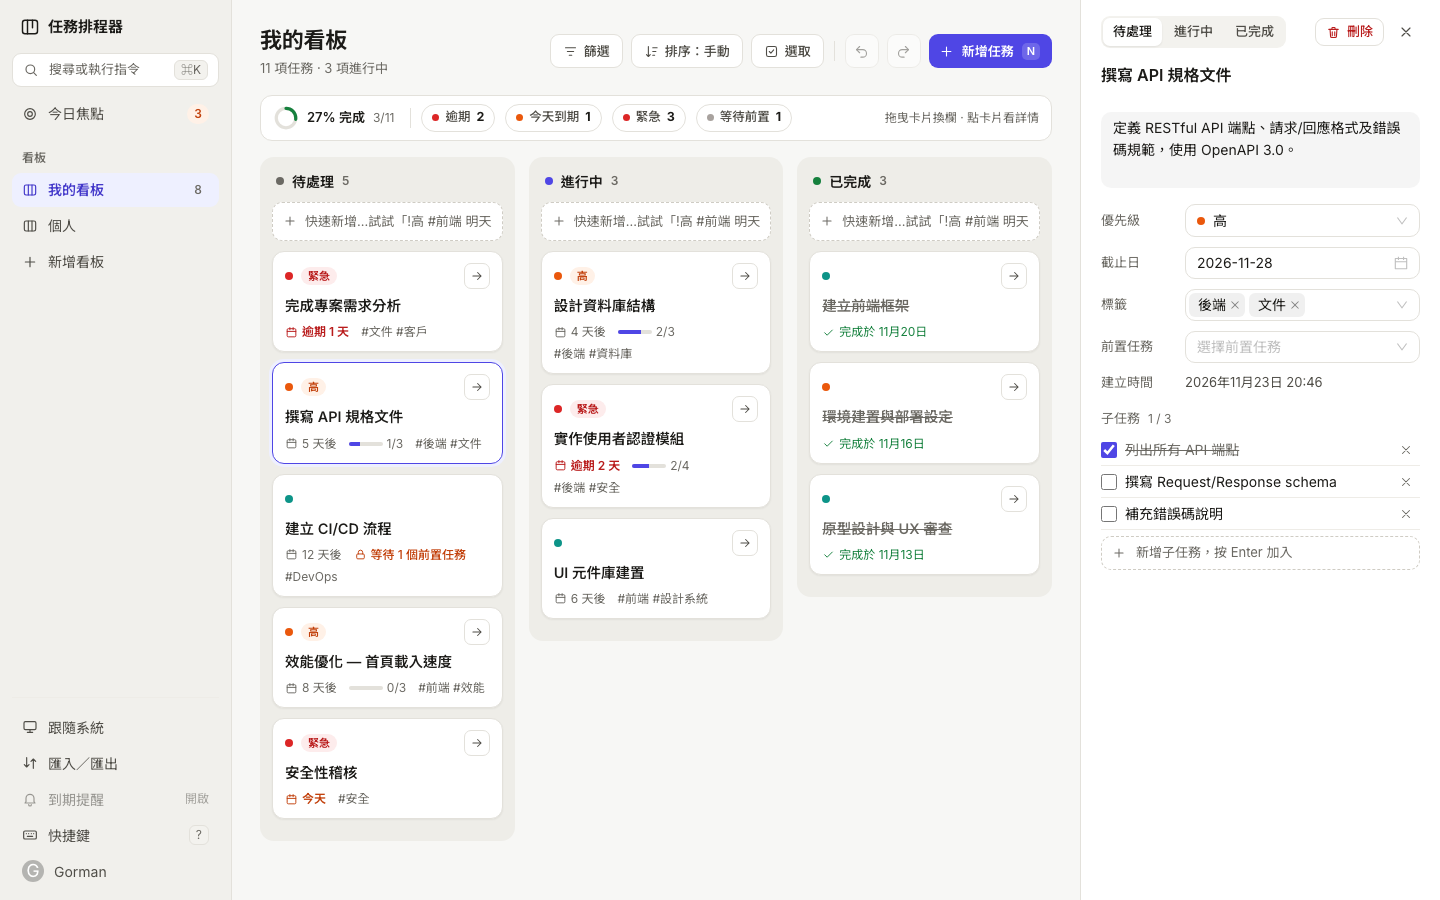 任務排程器
搜尋或執行指令 ⌘K
今日焦點 3
看板
我的看板 8
個人
新增看板
跟隨系統
匯入／匯出
到期提醒 開啟
快捷鍵 ?
G Gorman
我的看板
11 項任務 · 3 項進行中
篩選
排序：手動
選取
新增任務 N
27% 完成 3/11
逾期 2
今天到期 1
緊急 3
等待前置 1
拖曳卡片換欄 · 點卡片看詳情
待處理 5
快速新增...試試「!高 #前端 明天
緊急
完成專案需求分析
逾期 1 天 #文件 #客戶
高
撰寫 API 規格文件
5 天後 1/3 #後端 #文件
建立 CI/CD 流程
12 天後 等待 1 個前置任務
#DevOps
高
效能優化 — 首頁載入速度
8 天後 0/3 #前端 #效能
緊急
安全性稽核
今天 #安全
進行中 3
快速新增...試試「!高 #前端 明天
高
設計資料庫結構
4 天後 2/3
#後端 #資料庫
緊急
實作使用者認證模組
逾期 2 天 2/4
#後端 #安全
UI 元件庫建置
6 天後 #前端 #設計系統
已完成 3
快速新增...試試「!高 #前端 明天
建立前端框架
完成於 11月20日
環境建置與部署設定
完成於 11月16日
原型設計與 UX 審查
完成於 11月13日
待處理 進行中 已完成
刪除
撰寫 API 規格文件
定義 RESTful API 端點、請求/回應格式及錯誤
碼規範，使用 OpenAPI 3.0。
優先級 高
截止日 2026-11-28
標籤 後端 文件
前置任務 選擇前置任務
建立時間 2026年11月23日 20:46
子任務 1 / 3
列出所有 API 端點
撰寫 Request/Response schema
補充錯誤碼說明
新增子任務，按 Enter 加入